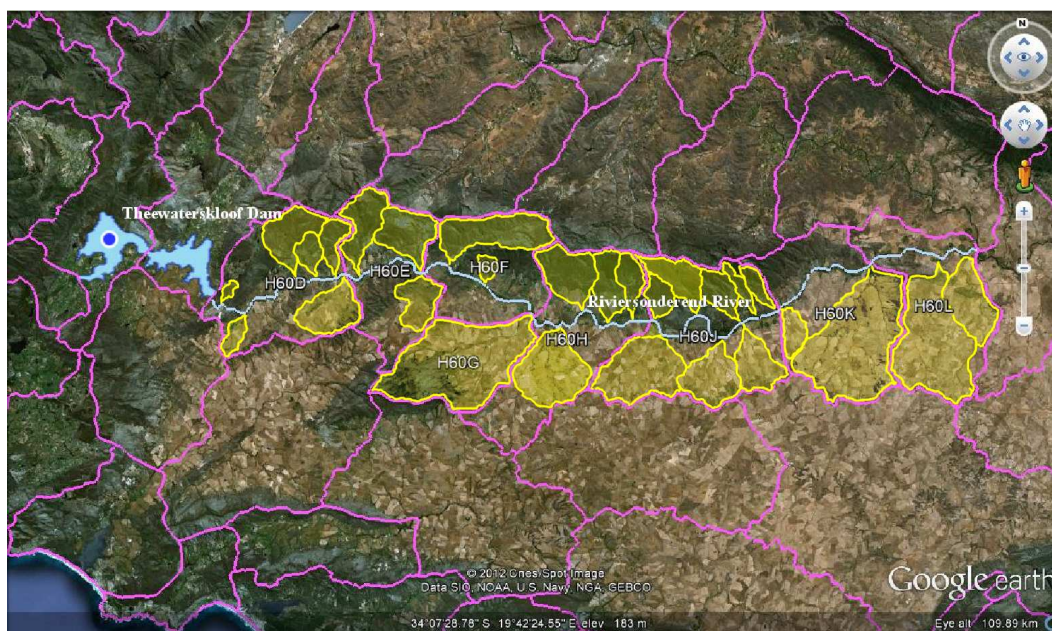 N
Theewaterskloof Dam
H60D
H60E
H60F
Riviersonderend River
H60K
H60L
H60H
H60J
H60G
© 2012 Cnes/Spot Image
Data SIO, NOAA, U.S. Navy, NGA, GEBCO
Google earth
34°07'28.78" S 19°42'24.55" E elev 183 m
Eye alt 109.89 km